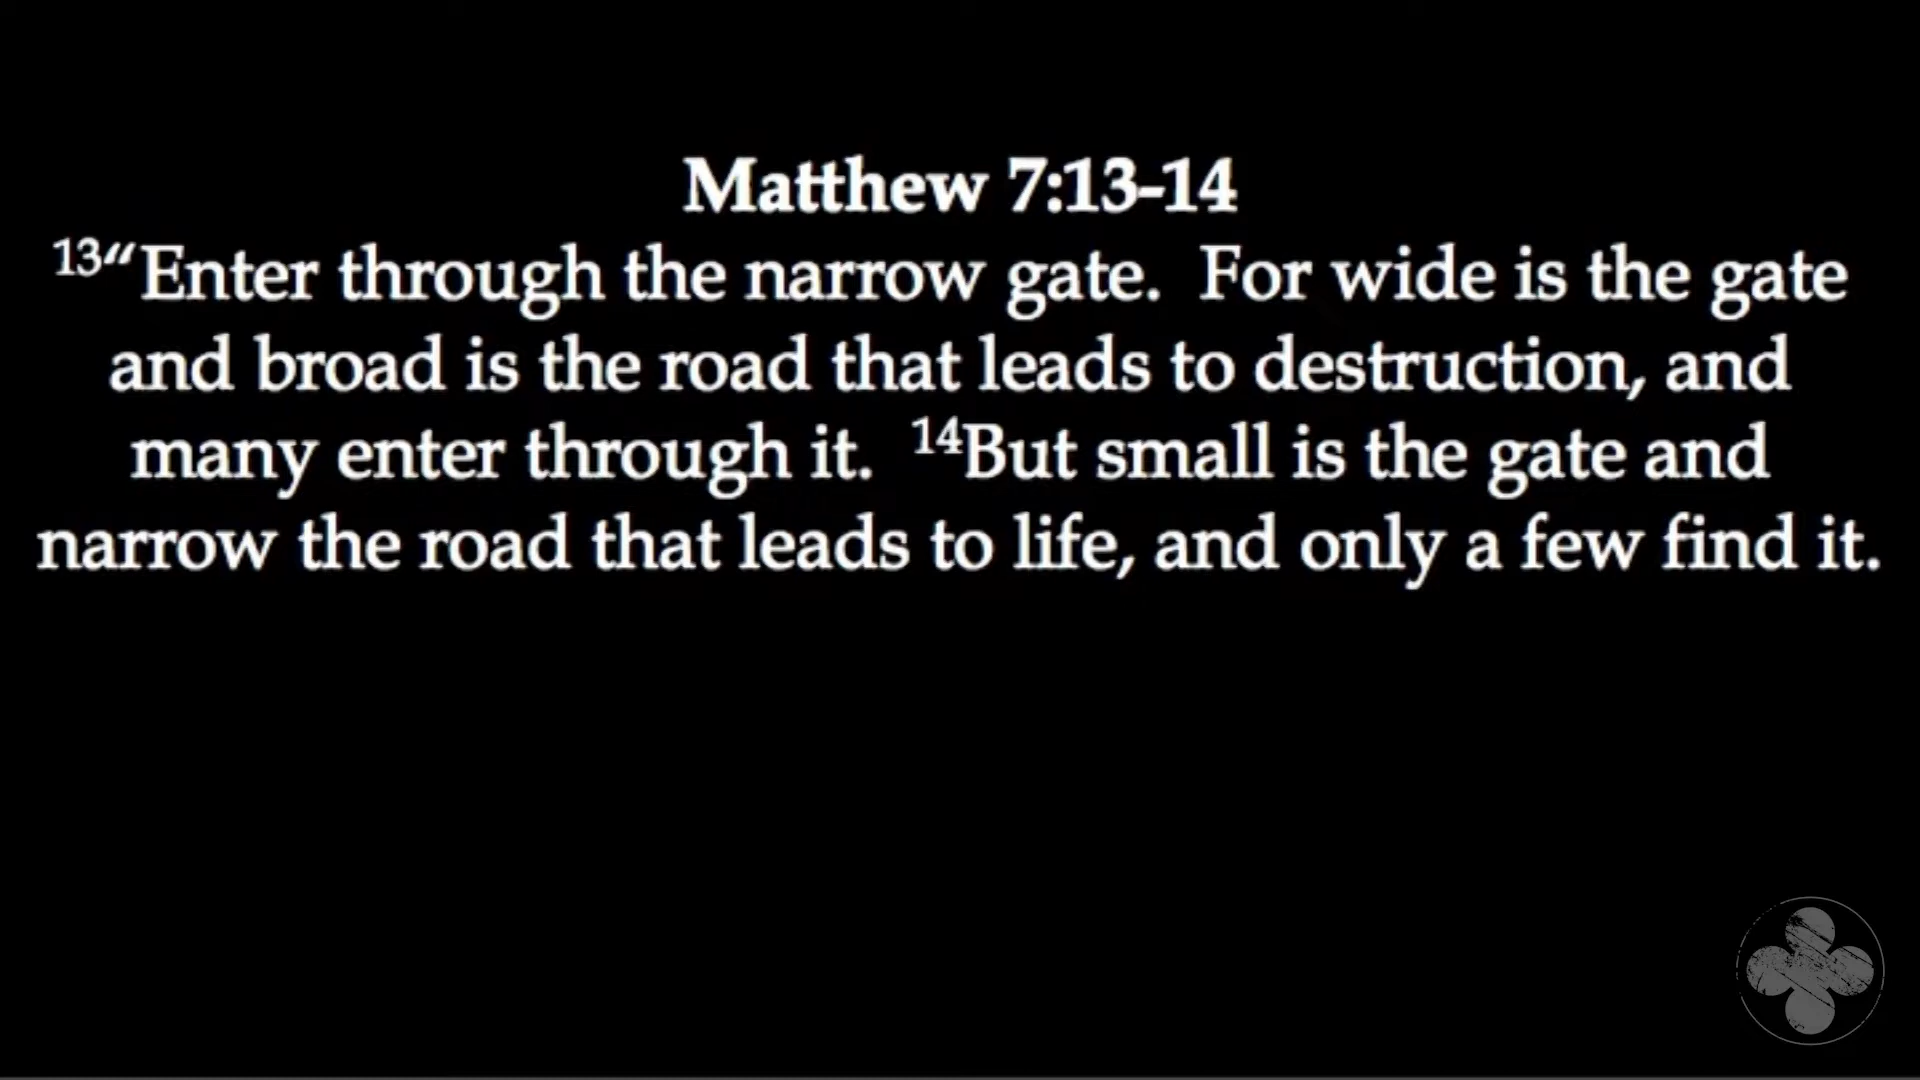 Matthew 7:13-14
13“Enter through the narrow gate.  For wide is the gate
and broad is the road that leads to destruction, and
many enter through it.  14But small is the gate and
narrow the road that leads to life, and only a few find it.